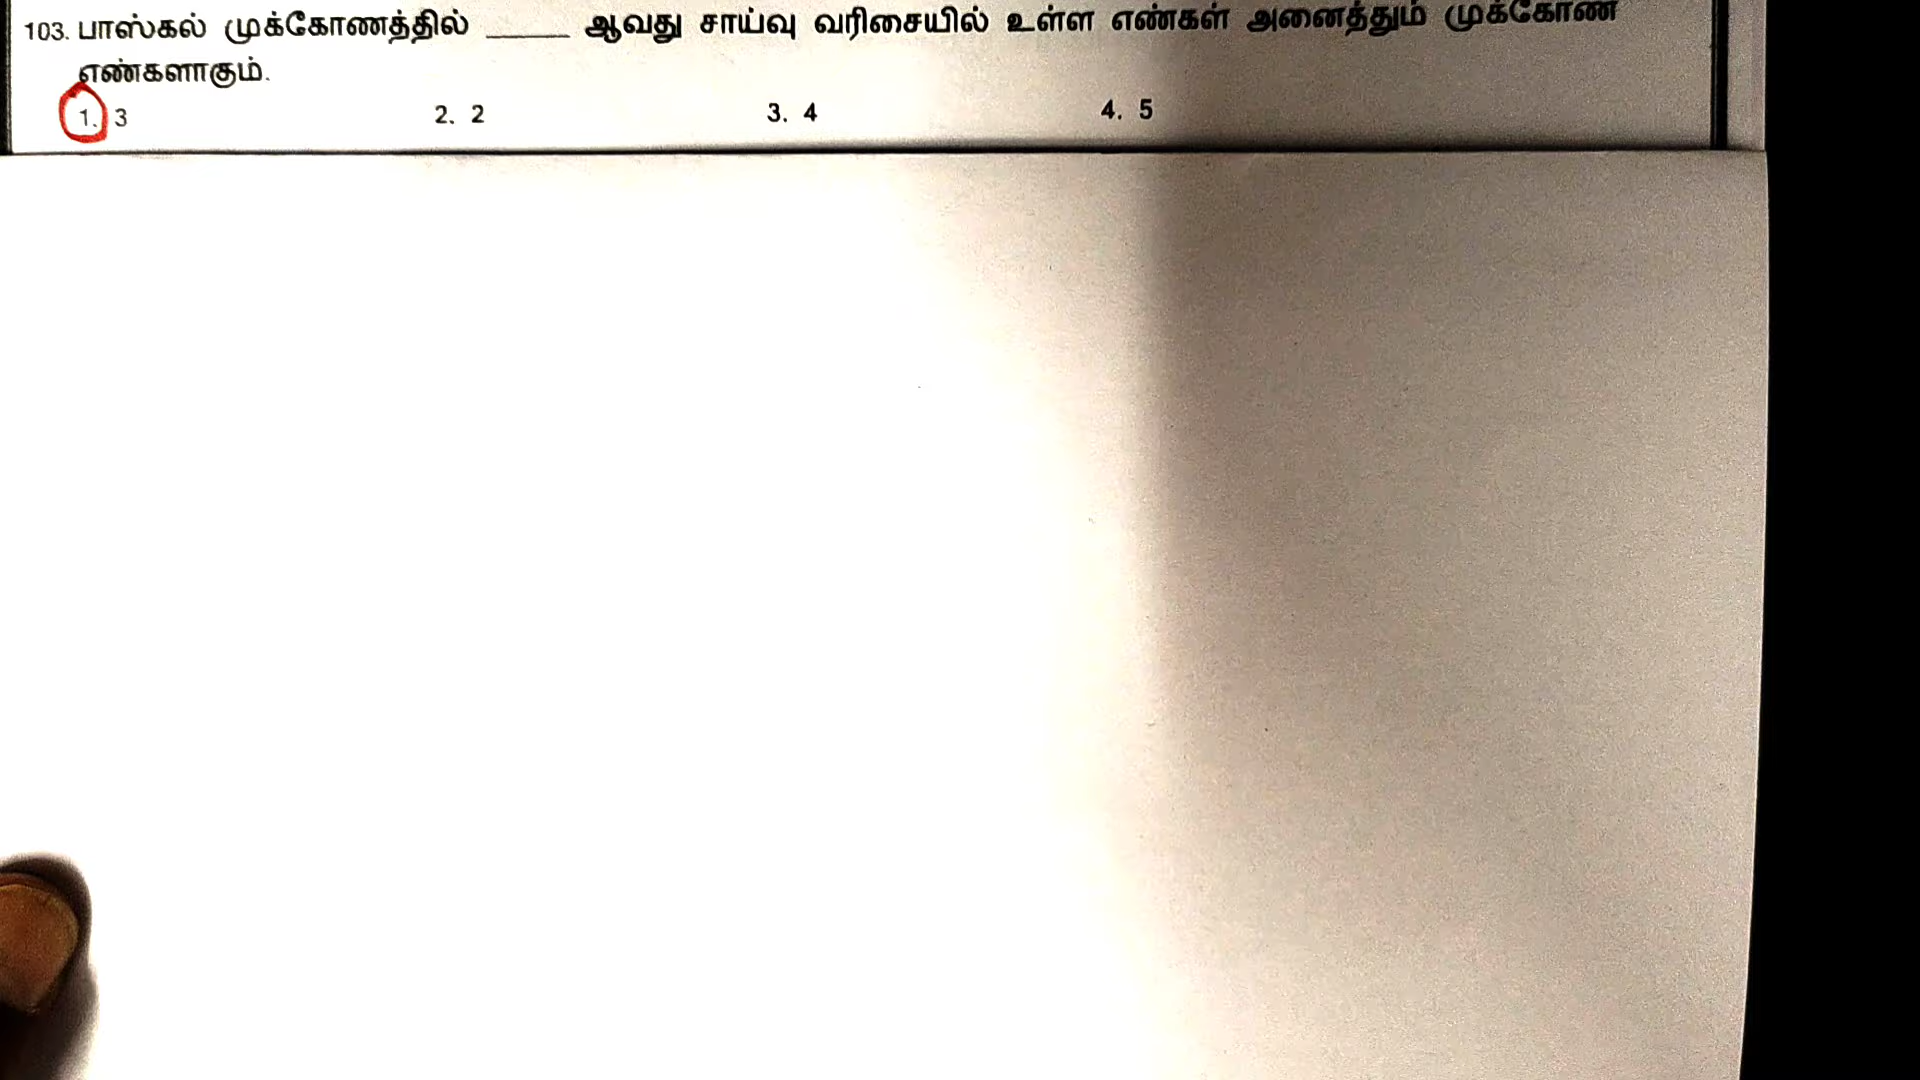 103. பாஸ்கல் முக்கோணத்தில் _____ ஆவது சாய்வு வரிசையில் உள்ள எண்கள் அனைத்தும் முக்கோண
எண்களாகும்.
1. 3 2. 2 3. 4 4. 5